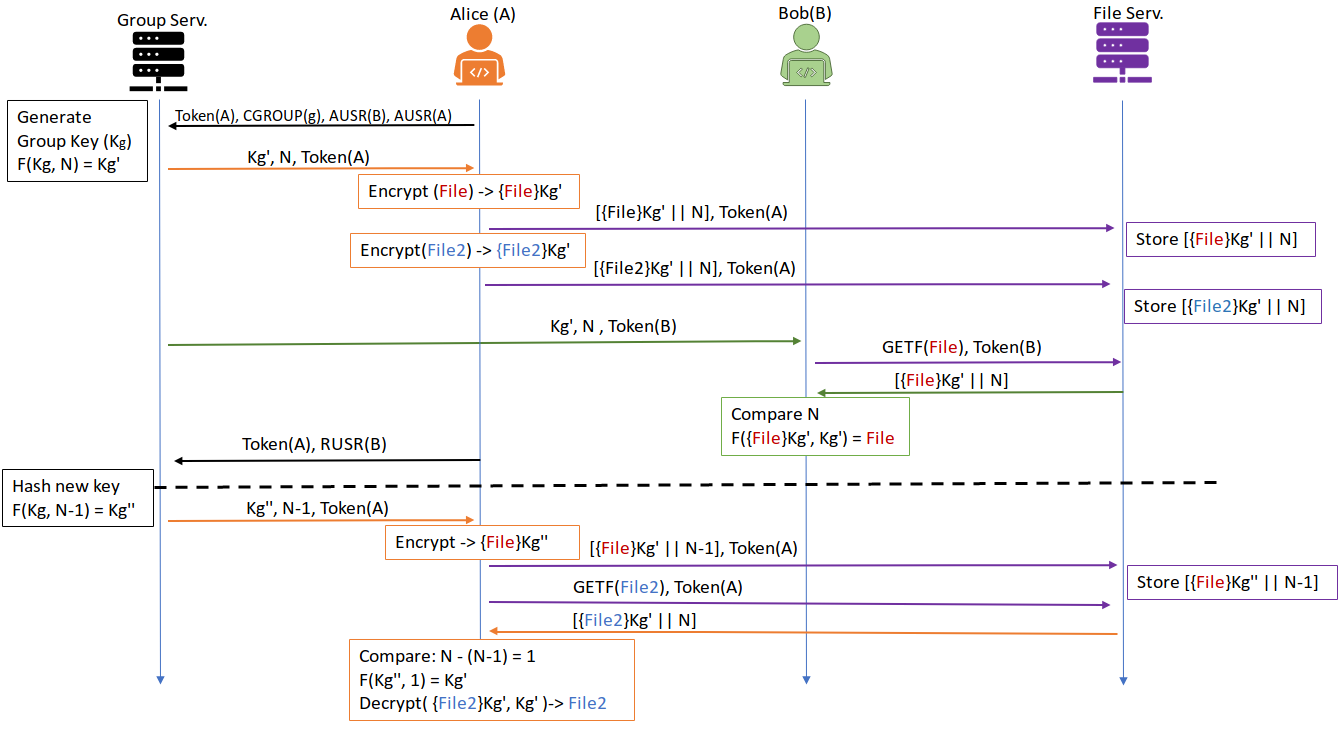 Group Serv.
Alice (A)
Bob(B)
File Serv.
</>
</>
</>
Generate
Group Key (Kg)
F(Kg, N) = Kg'
Token(A), CGROUP(g), AUSR(B), AUSR(A)
Kg', N, Token(A)
Encrypt (File) -> {File}Kg'
[{File}Kg' || N], Token(A)
Store [{File}Kg' || N]
Encrypt(File2) -> {File2}Kg'
[{File2}Kg' || N], Token(A)
Store [{File2}Kg' || N]
Kg', N , Token(B)
GETF(File), Token(B)
[{File}Kg' || N]
Compare N
F({File}Kg', Kg') = File
Token(A), RUSR(B)
Hash new key
F(Kg, N-1) = Kg''
Kg'', N-1, Token(A)
Encrypt -> {File}Kg''
[{File}Kg' || N-1], Token(A)
Store [{File}Kg'' || N-1]
GETF(File2), Token(A)
[{File2}Kg' || N]
Compare: N - (N-1) = 1
F(Kg'', 1) = Kg'
Decrypt( {File2}Kg', Kg' )-> File2